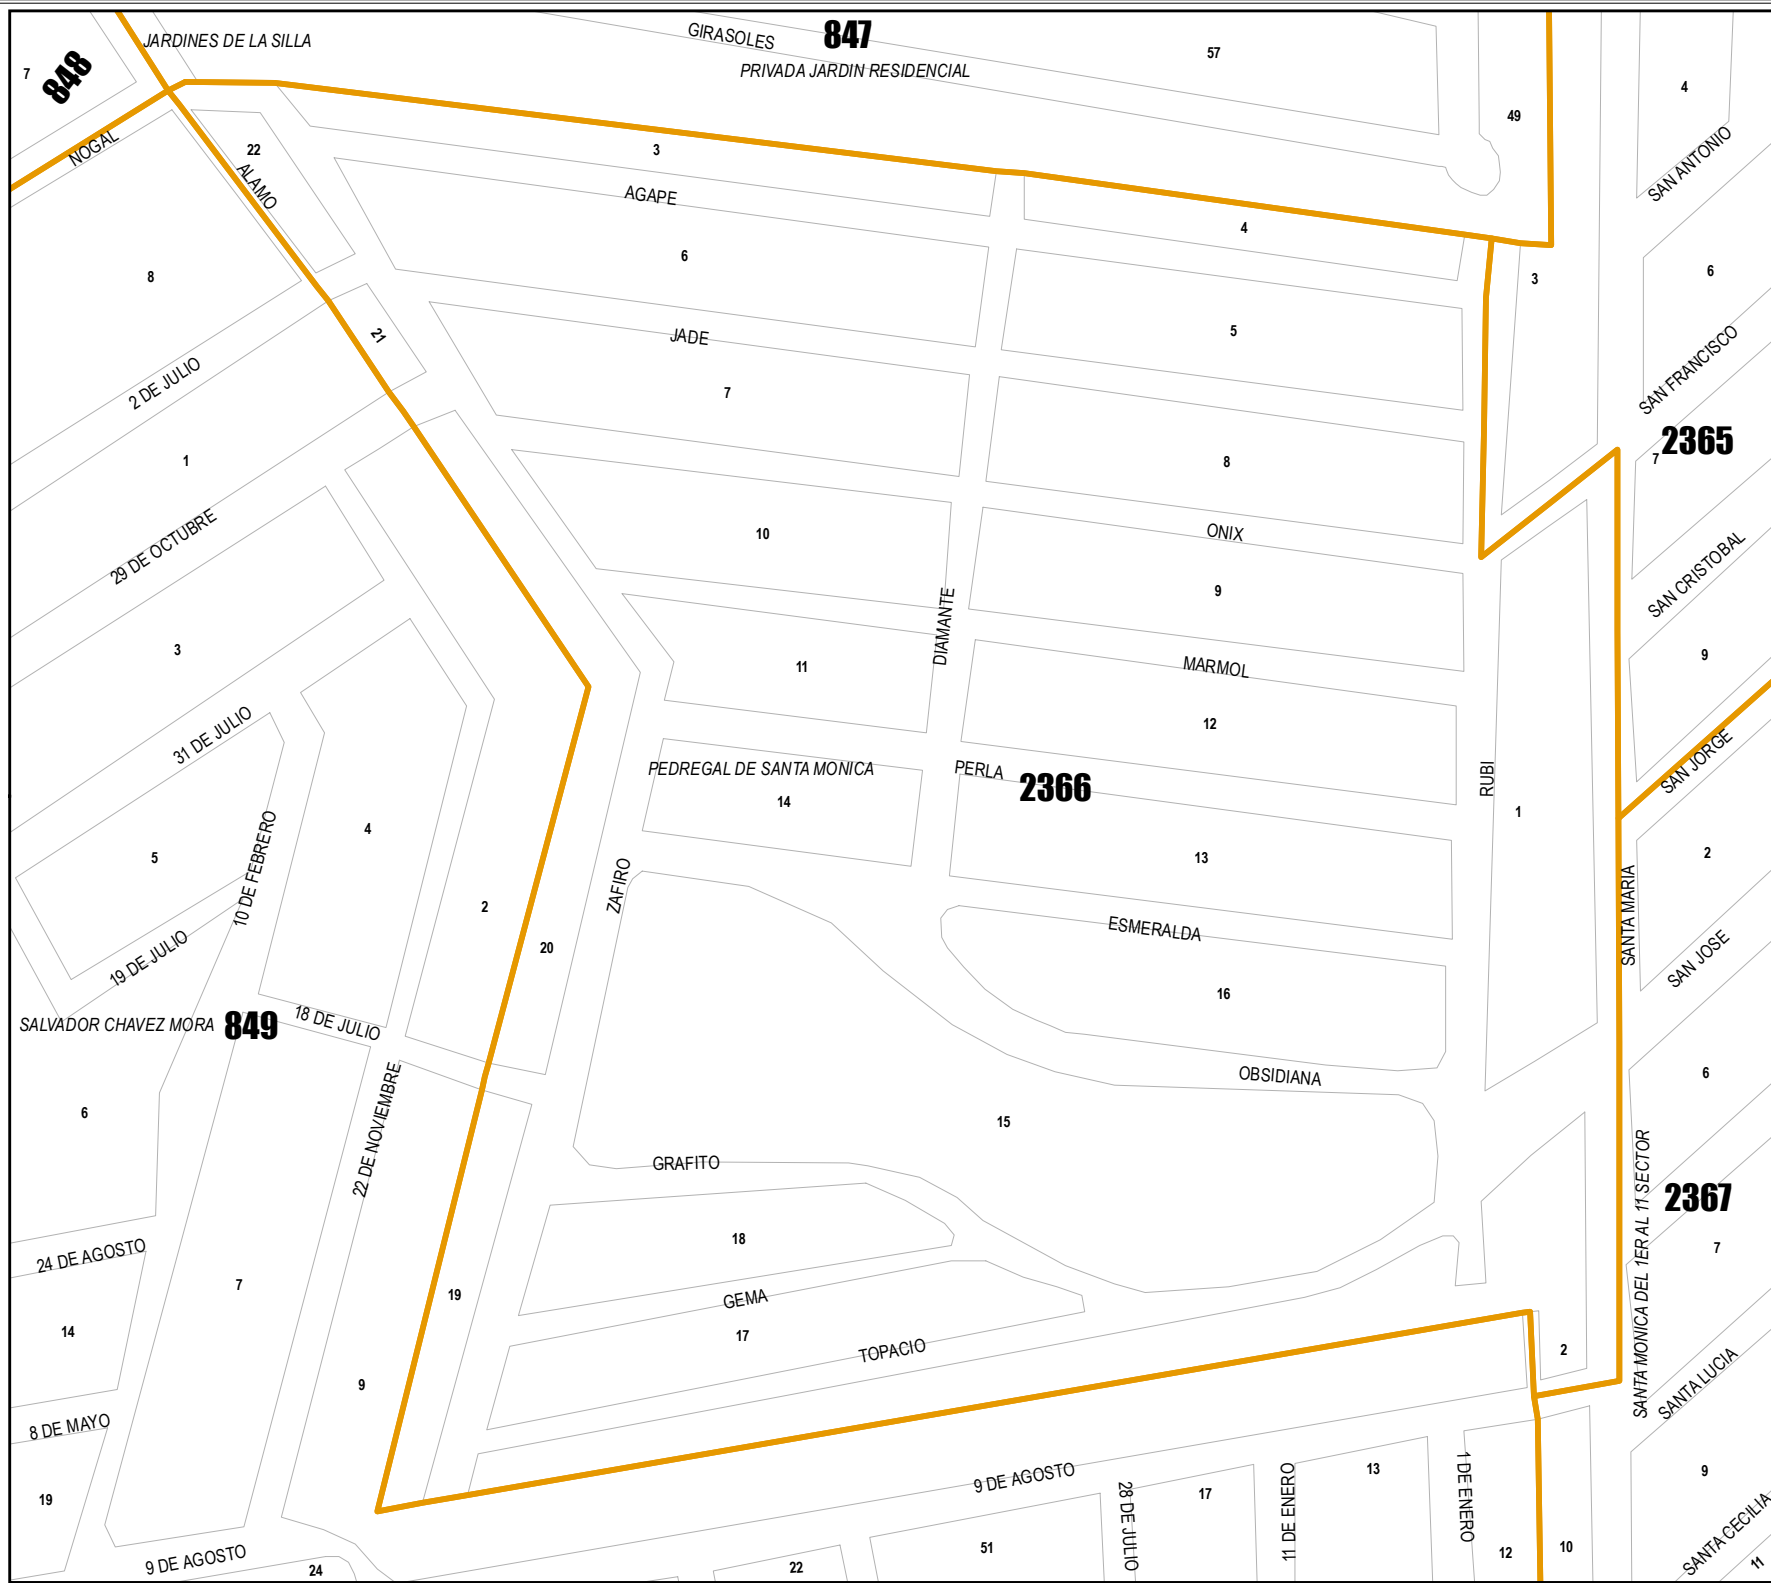 JARDINES DE LA SILLA
GIRASOLES
847
57
PRIVADA JARDIN RESIDENCIAL
7
848
4
49
NOGAL
22
ALAMO
3
AGAPE
SAN ANTONIO
4
8
6
6
3
21
JADE
5
SAN FRANCISCO
2 DE JULIO
7
2365
7
1
8
29 DE OCTUBRE
10
ONIX
SAN CRISTOBAL
9
DIAMANTE
3
11
MARMOL
9
31 DE JULIO
12
PEDREGAL DE SANTA MONICA
PERLA
2366
RUBI
SAN JORGE
14
1
10 DE FEBRERO
4
5
13
2
ZAFIRO
2
ESMERALDA
SANTA MARIA
19 DE JULIO
20
SAN JOSE
16
SALVADOR CHAVEZ MORA
849
18 DE JULIO
OBSIDIANA
6
6
22 DE NOVIEMBRE
15
GRAFITO
SANTA MONICA DEL 1ER AL 11 SECTOR
2367
24 DE AGOSTO
18
7
7
19
GEMA
14
17
TOPACIO
2
9
SANTA LUCIA
8 DE MAYO
9 DE AGOSTO
13
9
19
28 DE JULIO
17
11 DE ENERO
1 DE ENERO
SANTA CECILIA
9 DE AGOSTO
24
22
51
12
10
11